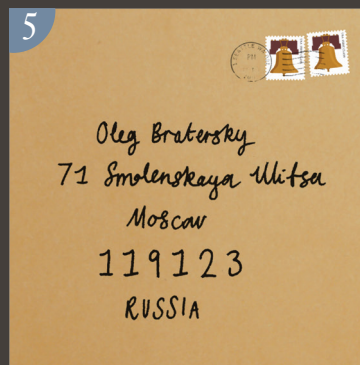 5
Oleg Bratersky
71 Smolenskaya Ulitsa
Moscow
119123
RUSSIA